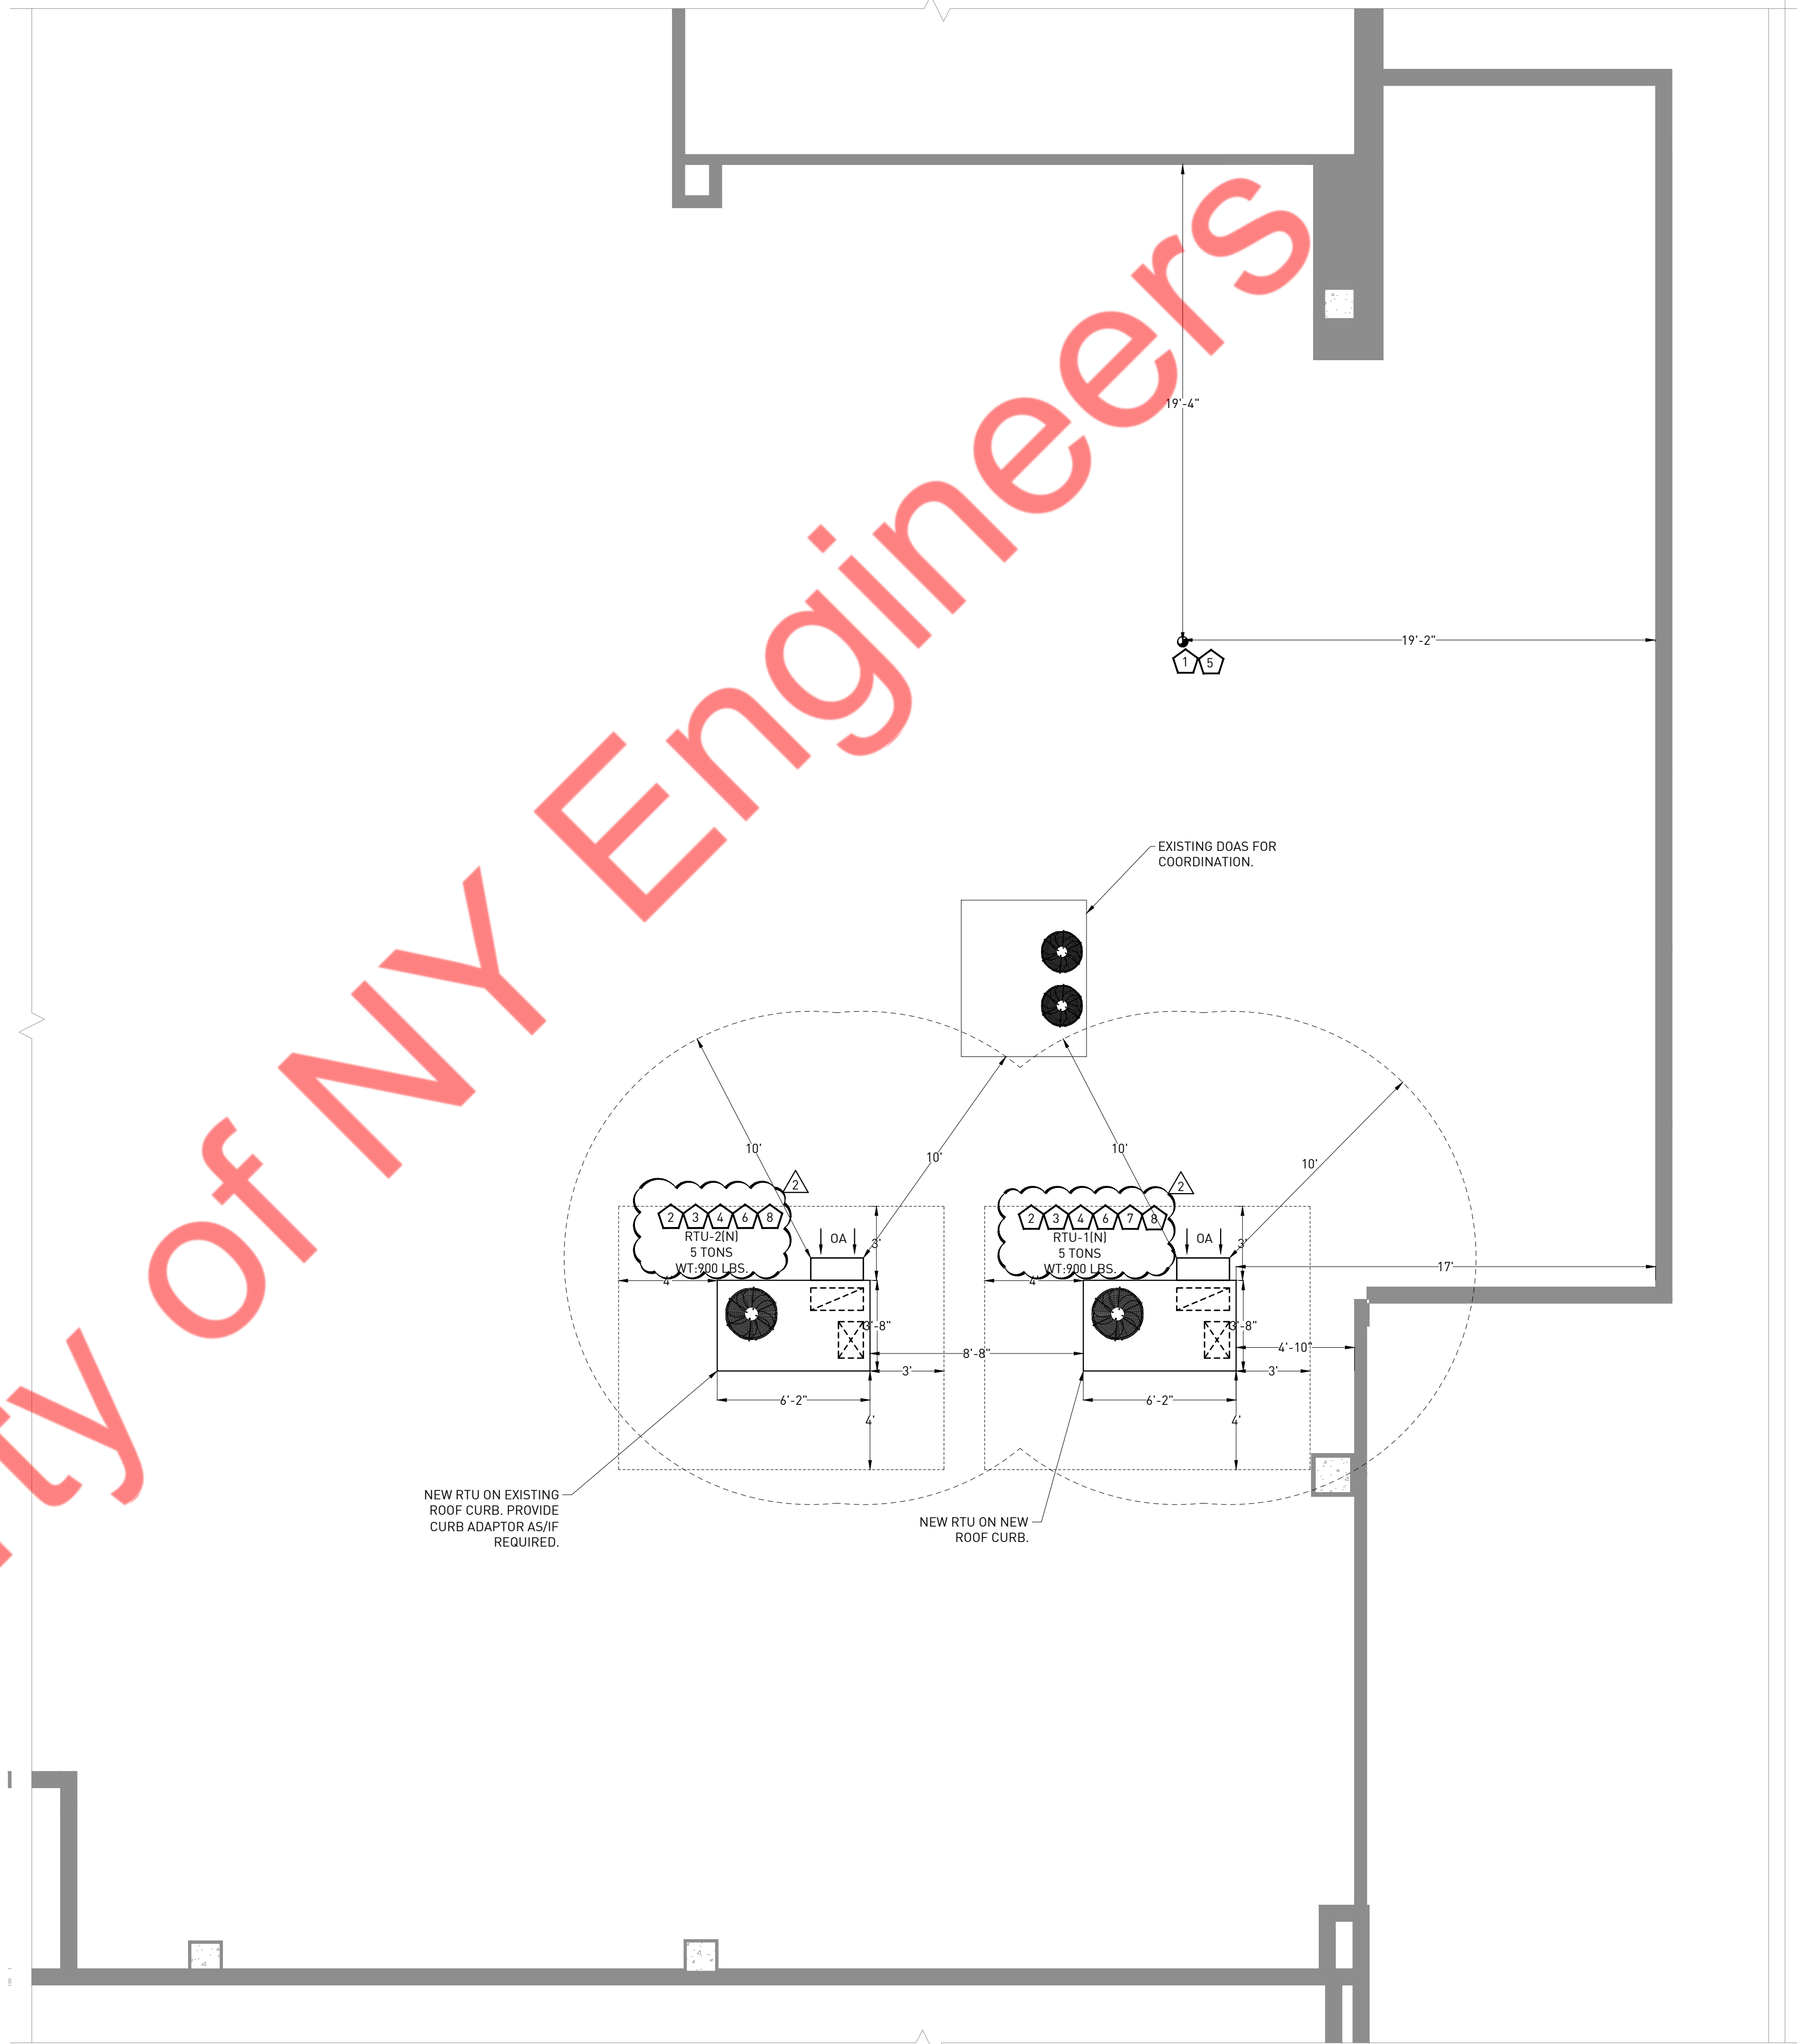 19'-4"
19'-2"
1 5
EXISTING DOAS FOR
COORDINATION.
10'
10'
10'
10'
2
2
2 3 4 6 8
RTU-2(N)
5 TONS
WT:900 LBS.
OA
3'
4'
2 3 4 6 7 8
RTU-1(N)
5 TONS
WT:900 LBS.
OA
3'
4'
17'
3'-8"
3'-8"
8'-8"
4'-10"
3'
3'
6'-2"
6'-2"
4'
4'
NEW RTU ON EXISTING
ROOF CURB. PROVIDE
CURB ADAPTOR AS/IF
REQUIRED.
NEW RTU ON NEW
ROOF CURB.
ty of NY Engineers